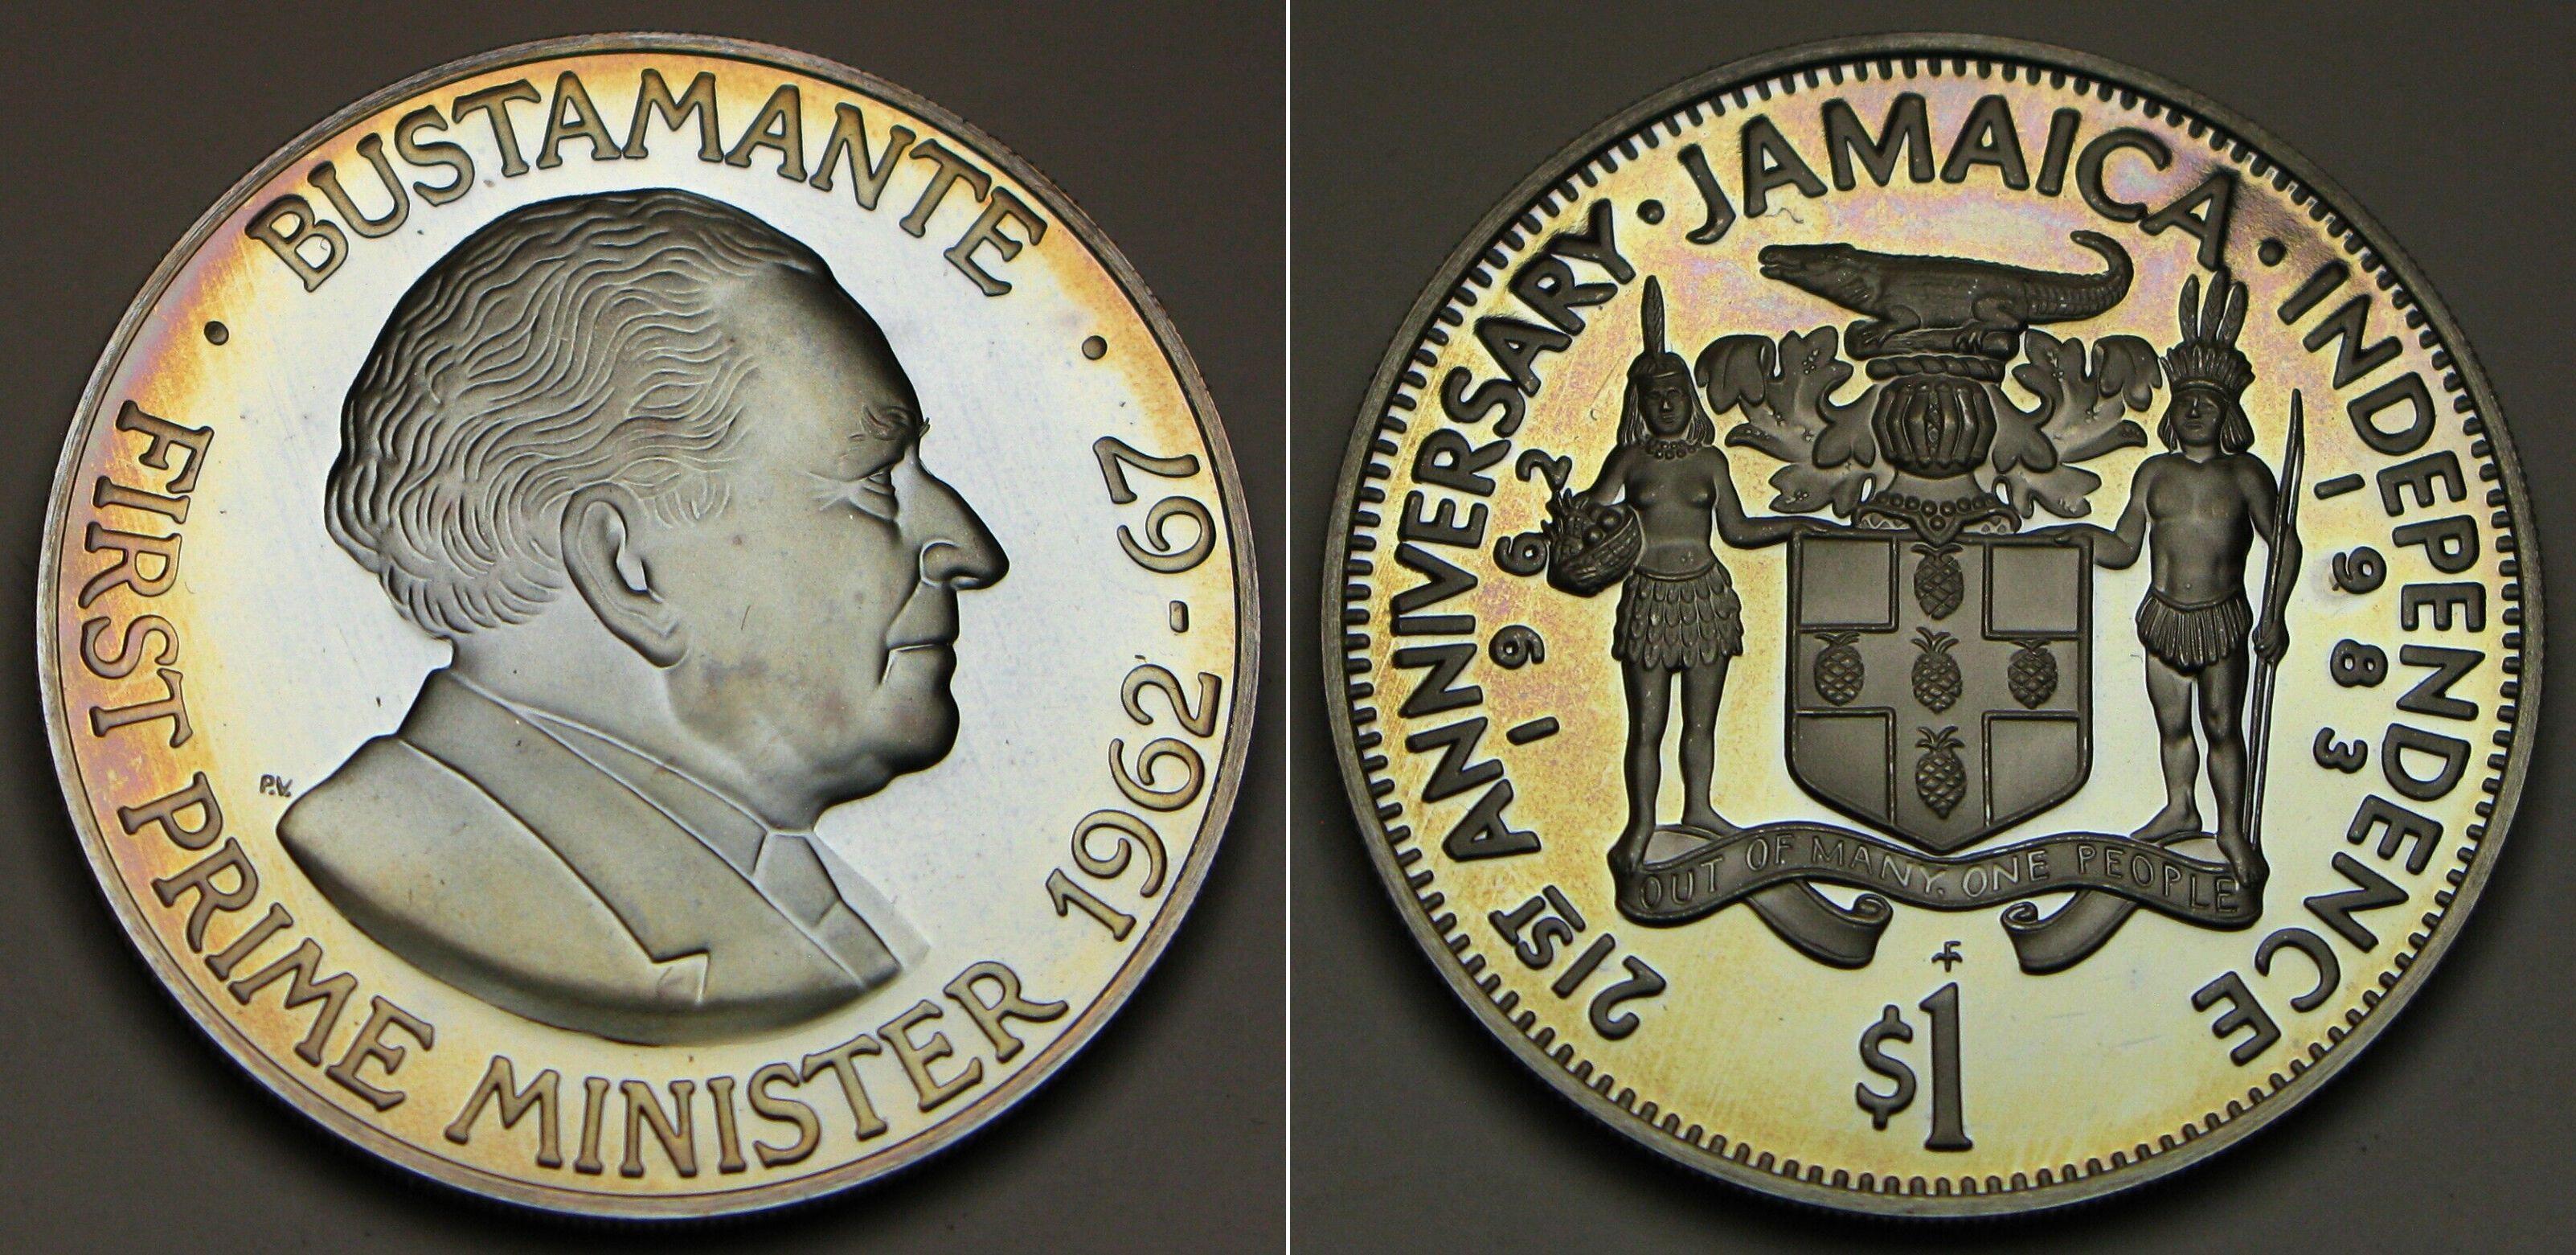 • BUSTAMANTE •
FIRST PRIME MINISTER 1962-67
P.V.
21ST ANNIVERSARY • JAMAICA • INDEPENDENCE
1962
1983
OUT OF MANY, ONE PEOPLE
F
$1